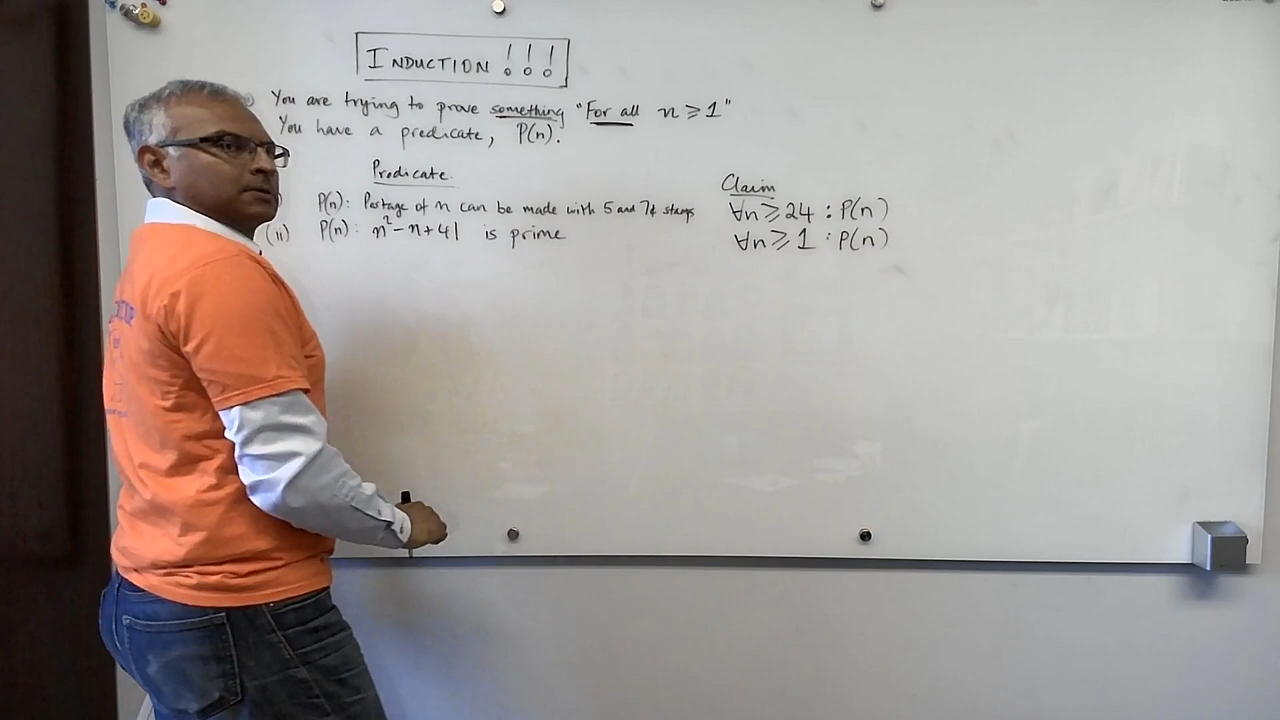 INDUCTION !!!
You are trying to prove something "For all n ≥ 1"
You have a predicate, P(n).
Predicate.
Claim
P(n): Postage of n can be made with 5 and 7¢ stamps
∀n ≥ 24 : P(n)
(ii) P(n): n²-n+41 is prime
∀n ≥ 1 : P(n)